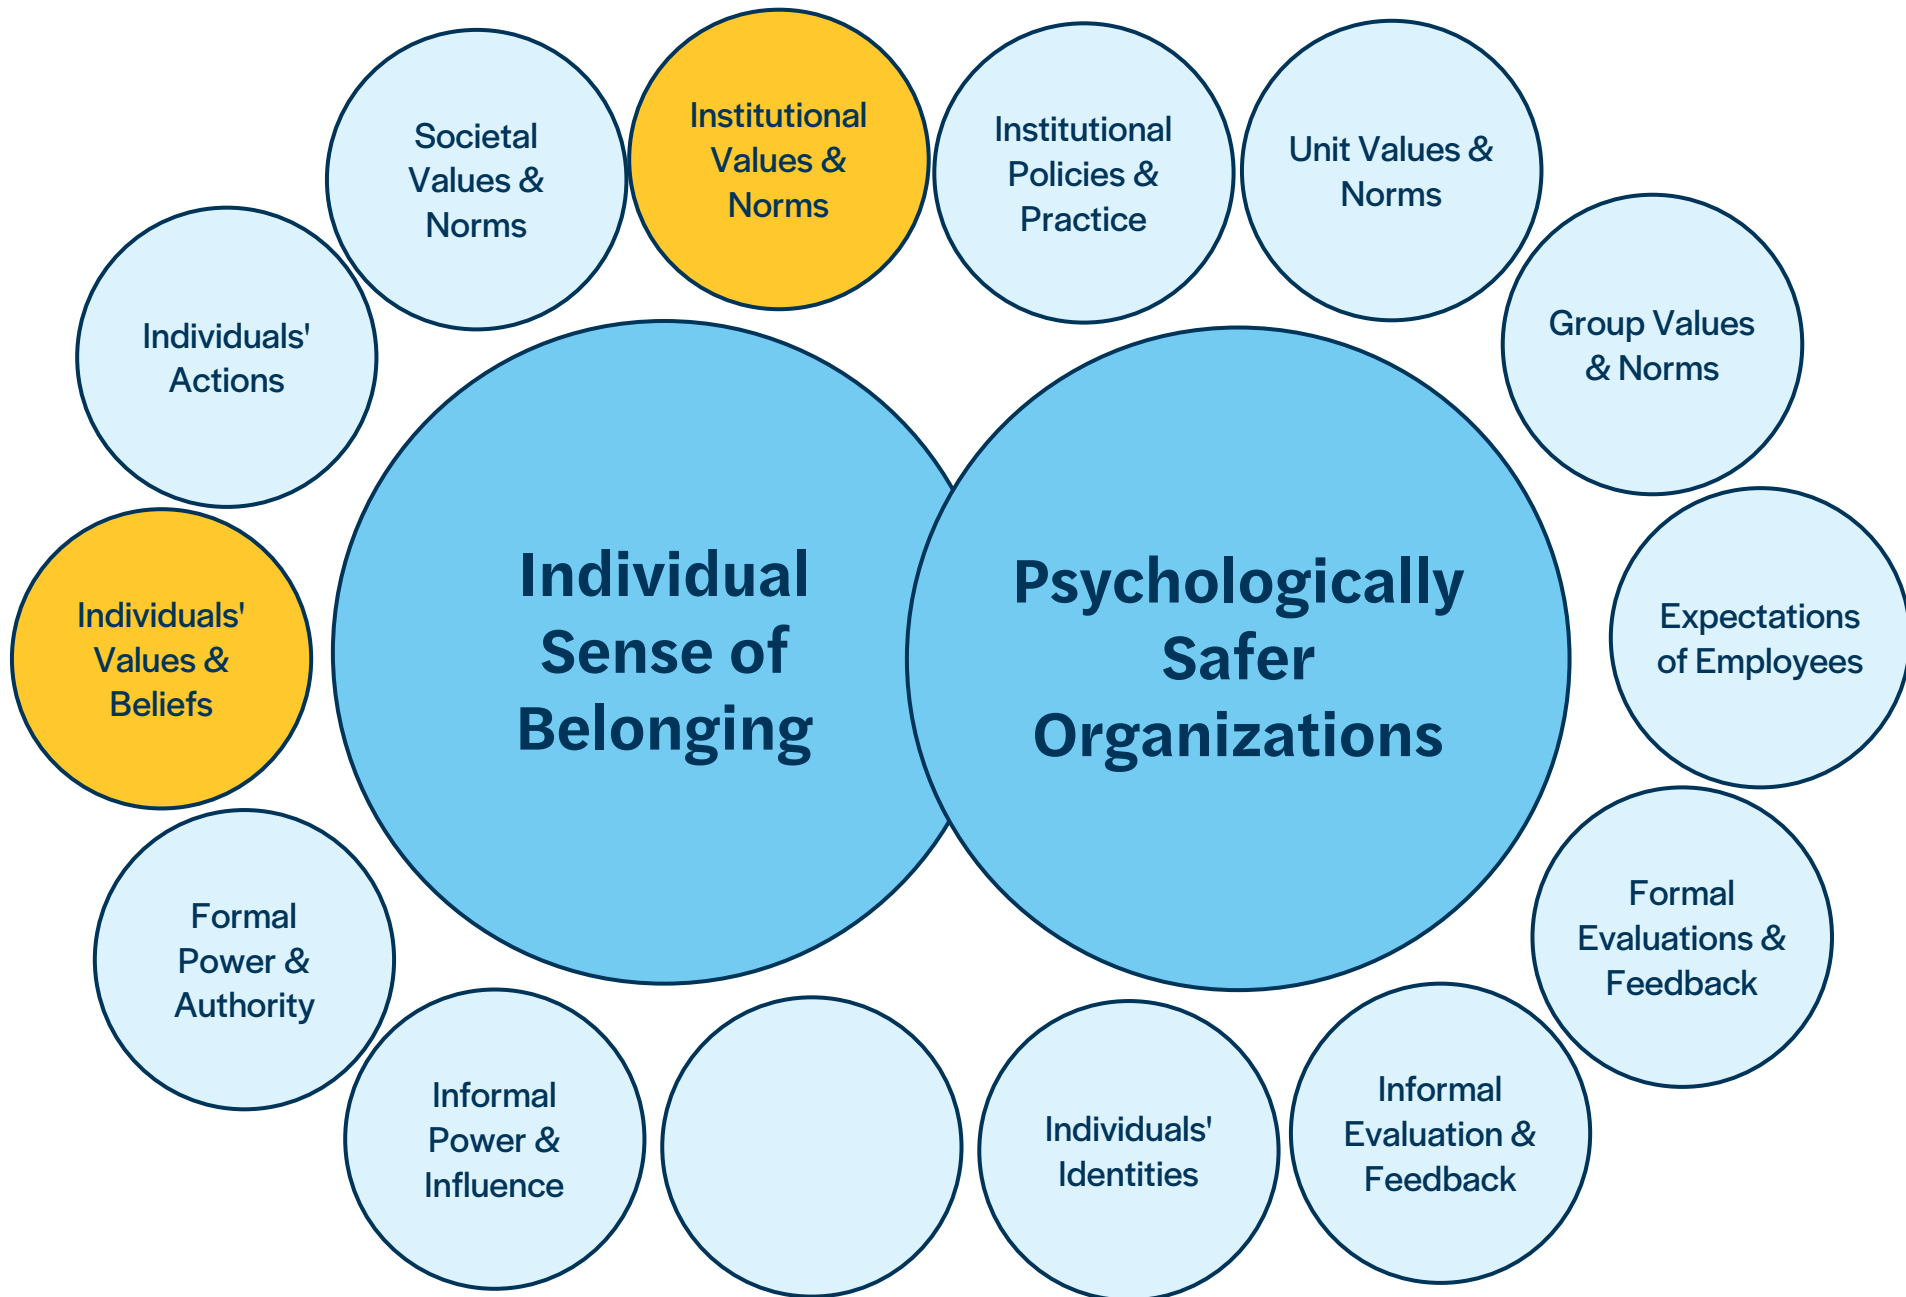 Societal
Values &
Norms
Institutional
Values &
Norms
Institutional
Policies &
Practice
Unit Values &
Norms
Group Values
& Norms
Expectations
of Employees
Formal
Evaluations &
Feedback
Informal
Evaluation &
Feedback
Individuals'
Identities
Informal
Power &
Influence
Formal
Power &
Authority
Individuals'
Values &
Beliefs
Individuals'
Actions
Individual
Sense of
Belonging
Psychologically
Safer
Organizations